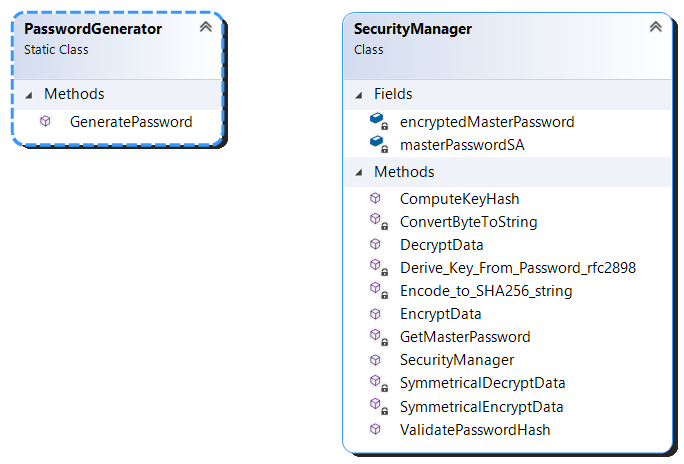 PasswordGenerator
Static Class
Methods
GeneratePassword
SecurityManager
Class
Fields
encryptedMasterPassword
masterPasswordSA
Methods
ComputeKeyHash
ConvertByteToString
DecryptData
Derive_Key_From_Password_rfc2898
Encode_to_SHA256_string
EncryptData
GetMasterPassword
SecurityManager
SymmetricalDecryptData
SymmetricalEncryptData
ValidatePasswordHash